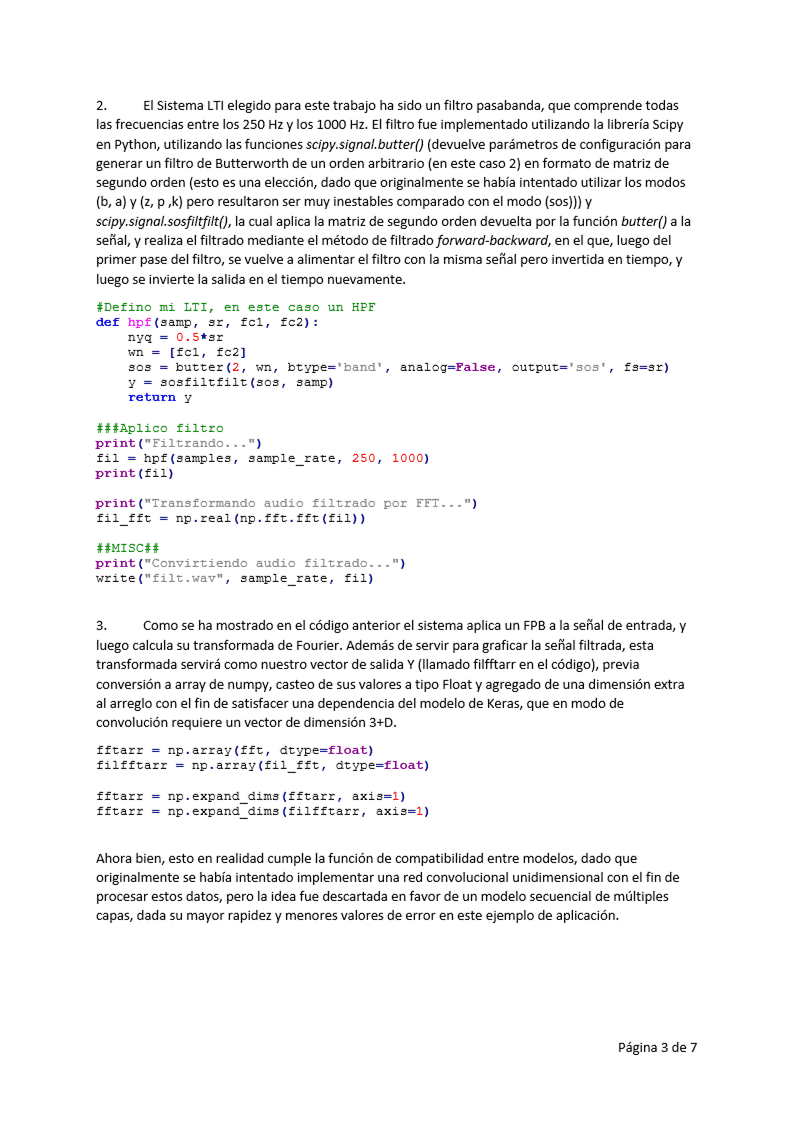 2. El Sistema LTI elegido para este trabajo ha sido un filtro pasabanda, que comprende todas
las frecuencias entre los 250 Hz y los 1000 Hz. El filtro fue implementado utilizando la librería Scipy
en Python, utilizando las funciones scipy.signal.butter() (devuelve parámetros de configuración para
generar un filtro de Butterworth de un orden arbitrario (en este caso 2) en formato de matriz de
segundo orden (esto es una elección, dado que originalmente se había intentado utilizar los modos
(b, a) y (z, p ,k) pero resultaron ser muy inestables comparado con el modo (sos))) y
scipy.signal.sosfiltfilt(), la cual aplica la matriz de segundo orden devuelta por la función butter() a la
señal, y realiza el filtrado mediante el método de filtrado forward-backward, en el que, luego del
primer pase del filtro, se vuelve a alimentar el filtro con la misma señal pero invertida en tiempo, y
luego se invierte la salida en el tiempo nuevamente.
#Defino mi LTI, en este caso un HPF
def hpf(samp, sr, fc1, fc2):
    nyq = 0.5*sr
    wn = [fc1, fc2]
    sos = butter(2, wn, btype='band', analog=False, output='sos', fs=sr)
    y = sosfiltfilt(sos, samp)
    return y
###Aplico filtro
print("Filtrando...")
fil = hpf(samples, sample_rate, 250, 1000)
print(fil)
print("Transformando audio filtrado por FFT...")
fil_fft = np.real(np.fft.fft(fil))
##MISC##
print("Convirtiendo audio filtrado...")
write("filt.wav", sample_rate, fil)
3. Como se ha mostrado en el código anterior el sistema aplica un FPB a la señal de entrada, y
luego calcula su transformada de Fourier. Además de servir para graficar la señal filtrada, esta
transformada servirá como nuestro vector de salida Y (llamado filfftarr en el código), previa
conversión a array de numpy, casteo de sus valores a tipo Float y agregado de una dimensión extra
al arreglo con el fin de satisfacer una dependencia del modelo de Keras, que en modo de
convolución requiere un vector de dimensión 3+D.
fftarr = np.array(fft, dtype=float)
filfftarr = np.array(fil_fft, dtype=float)
fftarr = np.expand_dims(fftarr, axis=1)
fftarr = np.expand_dims(filfftarr, axis=1)
Ahora bien, esto en realidad cumple la función de compatibilidad entre modelos, dado que
originalmente se había intentado implementar una red convolucional unidimensional con el fin de
procesar estos datos, pero la idea fue descartada en favor de un modelo secuencial de múltiples
capas, dada su mayor rapidez y menores valores de error en este ejemplo de aplicación.
Página 3 de 7